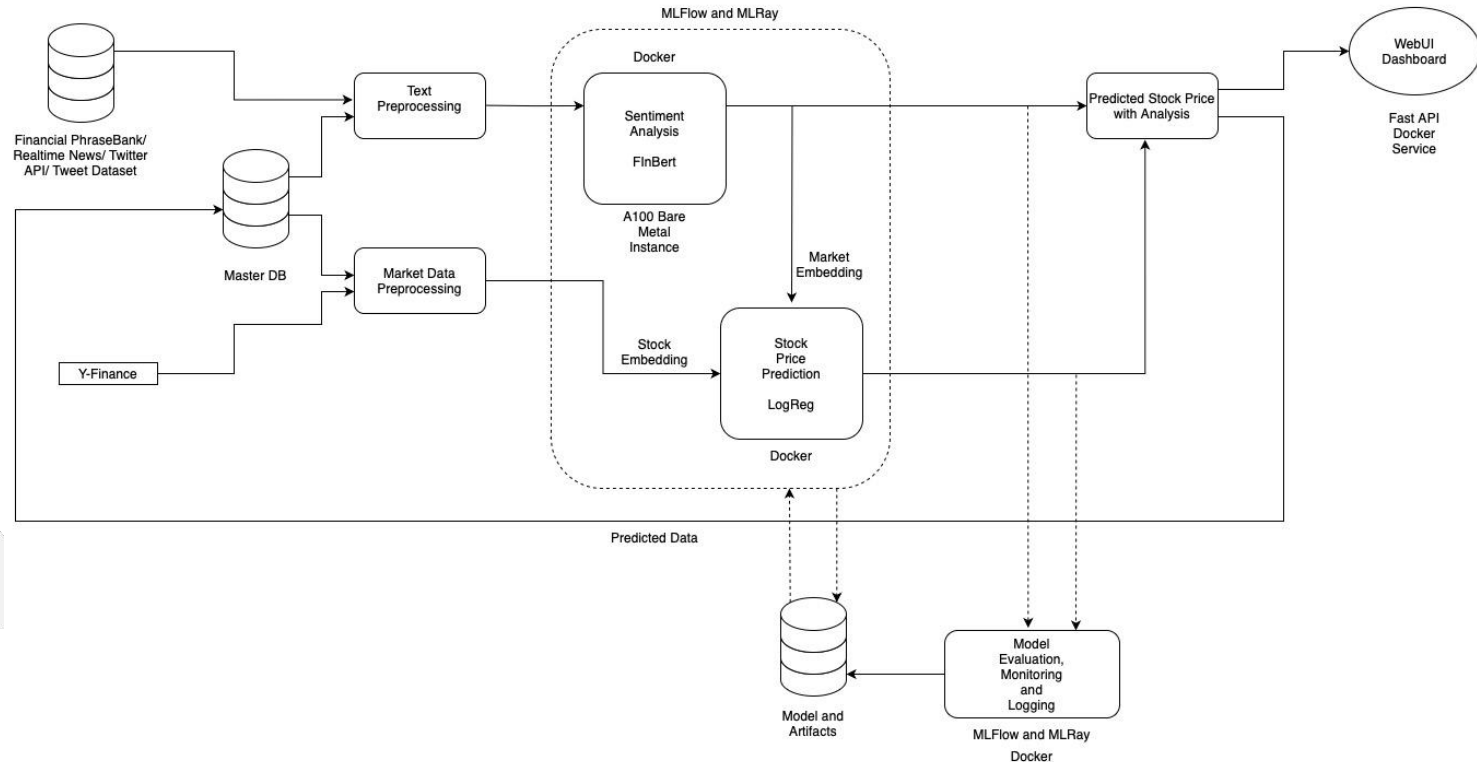 MLFlow and MLRay
Docker
WebUI
Dashboard
Text
Preprocessing
Sentiment
Analysis
FInBert
Predicted Stock Price
with Analysis
Fast API
Docker
Service
Financial PhraseBank/
Realtime News/ Twitter
API/ Tweet Dataset
A100 Bare
Metal
Instance
Master DB
Market Data
Preprocessing
Market
Embedding
Stock
Embedding
Stock
Price
Prediction
LogReg
Y-Finance
Docker
Predicted Data
Model
Evaluation,
Monitoring
and
Logging
Model and
Artifacts
MLFlow and MLRay
Docker